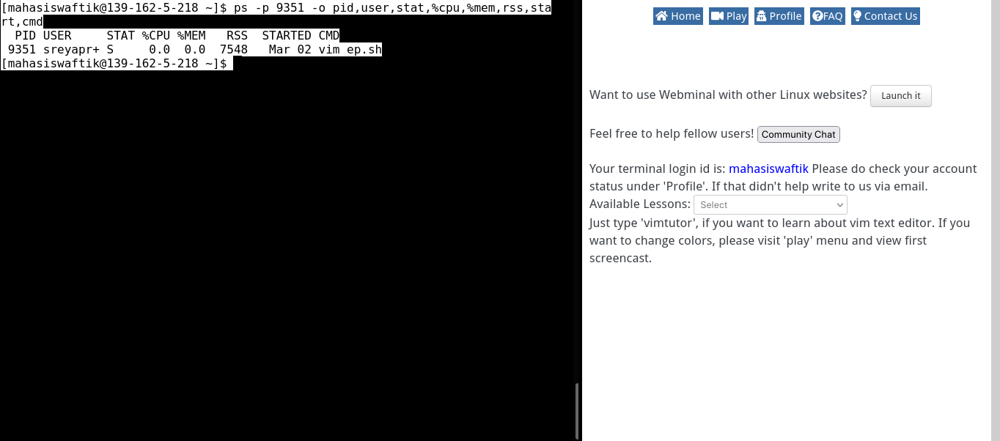 [mahasiswaftik@139-162-5-218 ~]$ ps -p 9351 -o pid,user,stat,%cpu,%mem,rss,sta
rt,cmd
  PID USER     STAT %CPU %MEM   RSS  STARTED CMD
 9351 sreyapr+ S     0.0  0.0  7548   Mar 02 vim ep.sh
[mahasiswaftik@139-162-5-218 ~]$
Home Play Profile FAQ Contact Us
Want to use Webminal with other Linux websites? Launch it
Feel free to help fellow users! Community Chat
Your terminal login id is: mahasiswaftik Please do check your account
status under 'Profile'. If that didn't help write to us via email.
Available Lessons: Select
Just type 'vimtutor', if you want to learn about vim text editor. If you
want to change colors, please visit 'play' menu and view first
screencast.